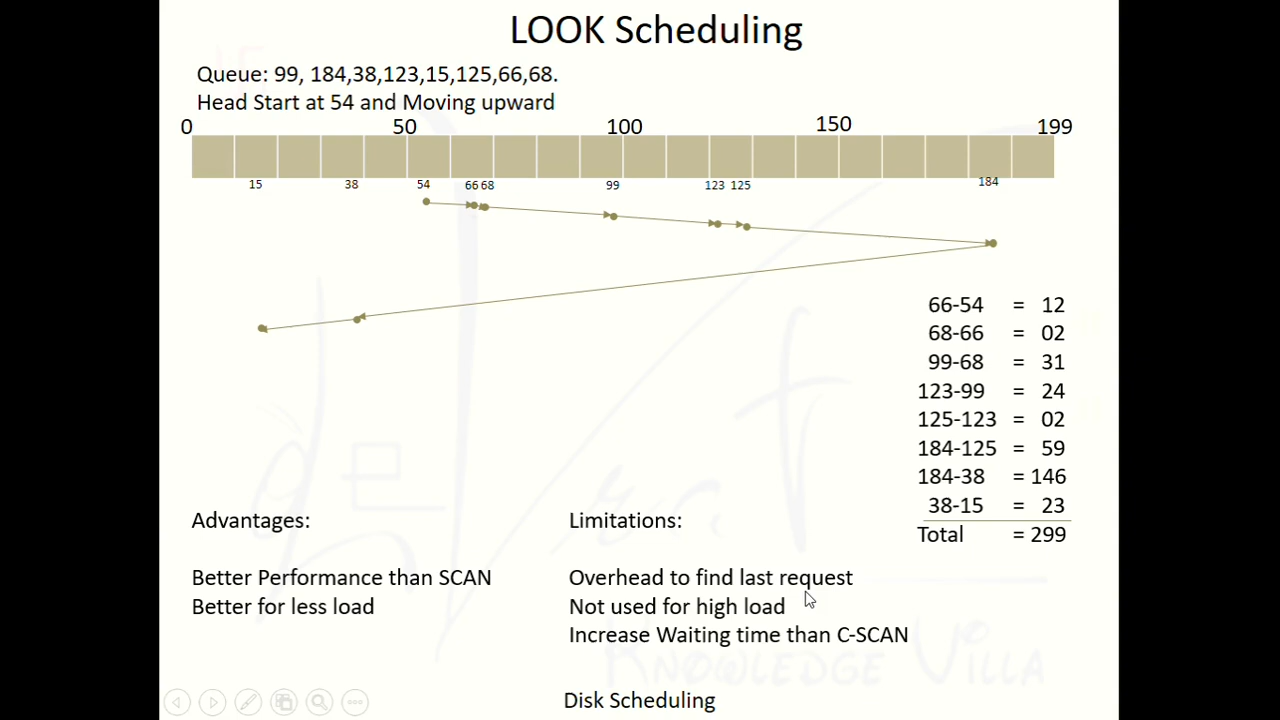 LOOK Scheduling
Queue: 99, 184,38,123,15,125,66,68.
Head Start at 54 and Moving upward
0 50 100 150 199
15 38 54 66 68 99 123 125 184
66-54 = 12
68-66 = 02
99-68 = 31
123-99 = 24
125-123 = 02
184-125 = 59
184-38 = 146
38-15 = 23
Total = 299
Advantages:
Better Performance than SCAN
Better for less load
Limitations:
Overhead to find last request
Not used for high load
Increase Waiting time than C-SCAN
KNOWLEDGE VILLA
Disk Scheduling